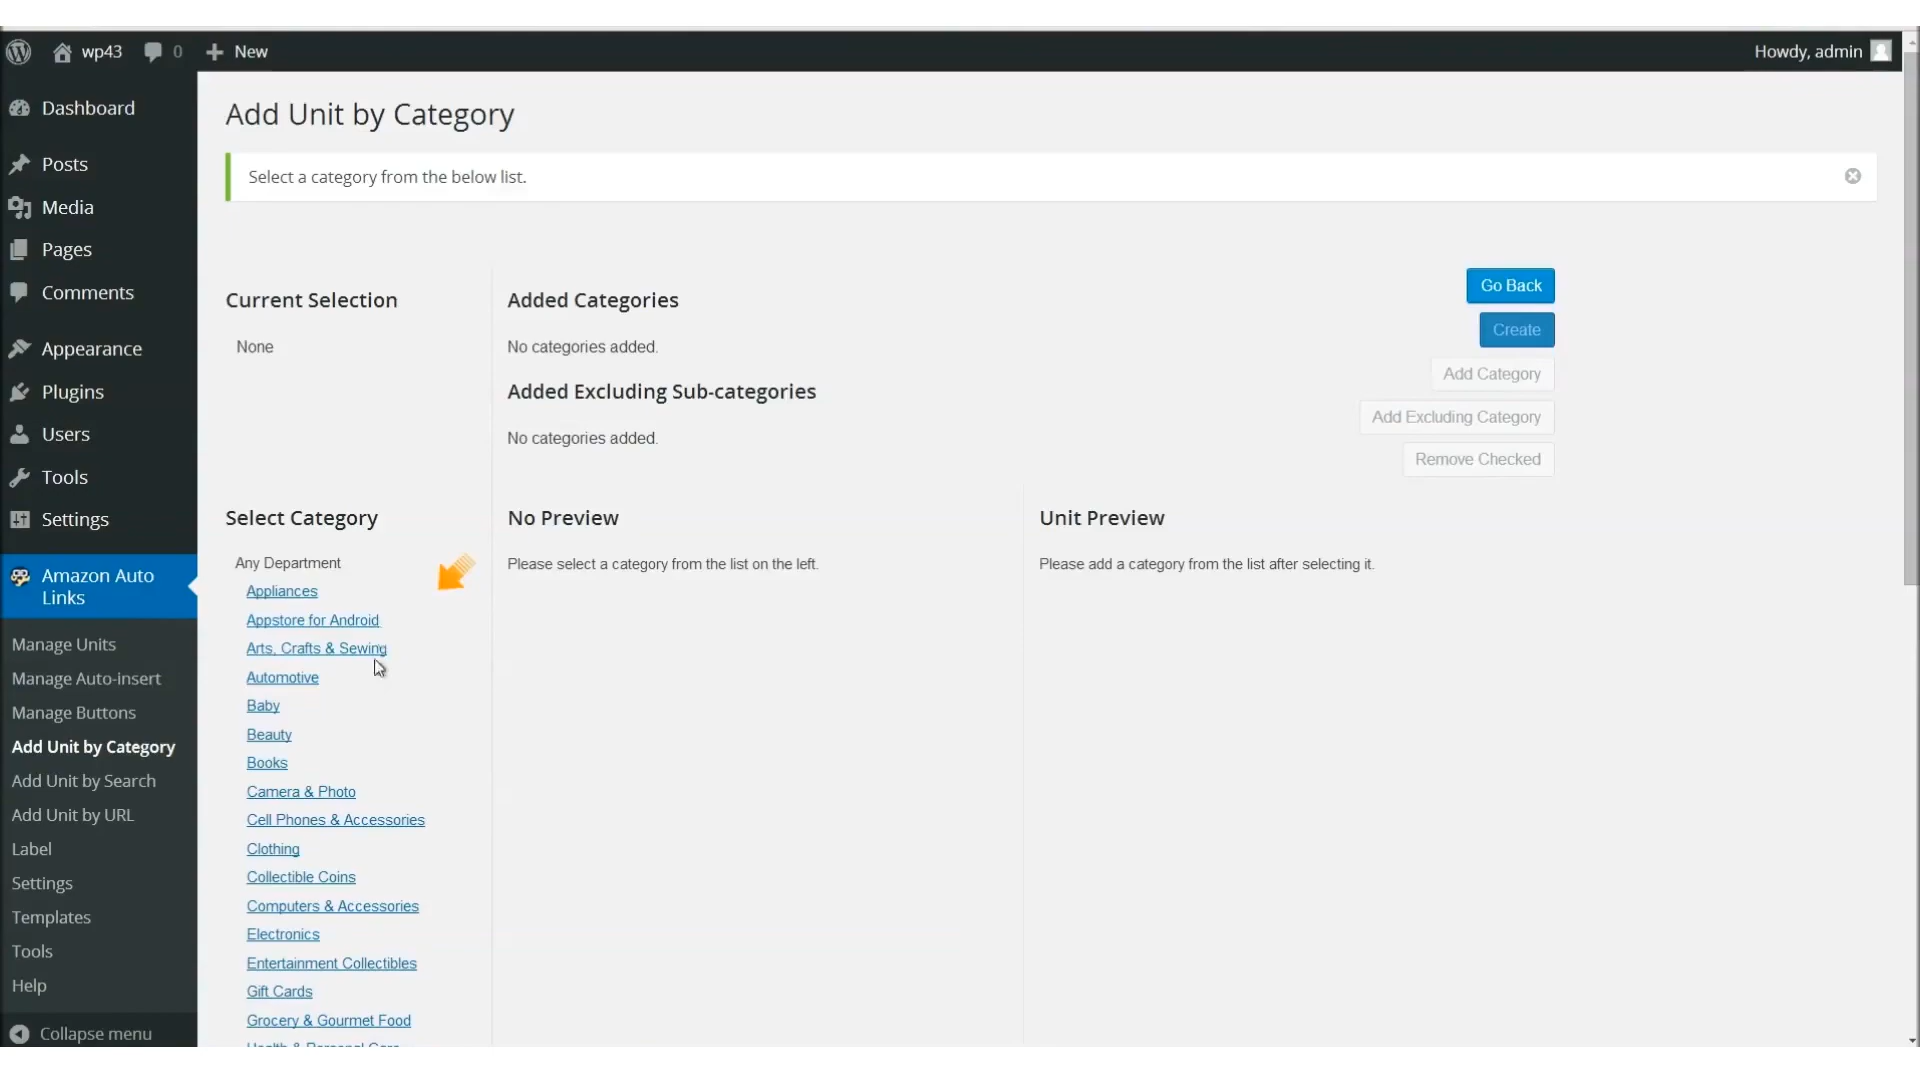 wp43
0
New
Howdy, admin
Dashboard
Posts
Media
Pages
Comments
Appearance
Plugins
Users
Tools
Settings
Amazon Auto
Links
Manage Units
Manage Auto-insert
Manage Buttons
Add Unit by Category
Add Unit by Search
Add Unit by URL
Label
Settings
Templates
Tools
Help
Collapse menu
Add Unit by Category
Select a category from the below list.
Current Selection
None
Added Categories
No categories added.
Added Excluding Sub-categories
No categories added.
Go Back
Create
Add Category
Add Excluding Category
Remove Checked
Select Category
Any Department
Appliances
Appstore for Android
Arts, Crafts & Sewing
Automotive
Baby
Beauty
Books
Camera & Photo
Cell Phones & Accessories
Clothing
Collectible Coins
Computers & Accessories
Electronics
Entertainment Collectibles
Gift Cards
Grocery & Gourmet Food
Health & Personal Care
No Preview
Please select a category from the list on the left.
Unit Preview
Please add a category from the list after selecting it.